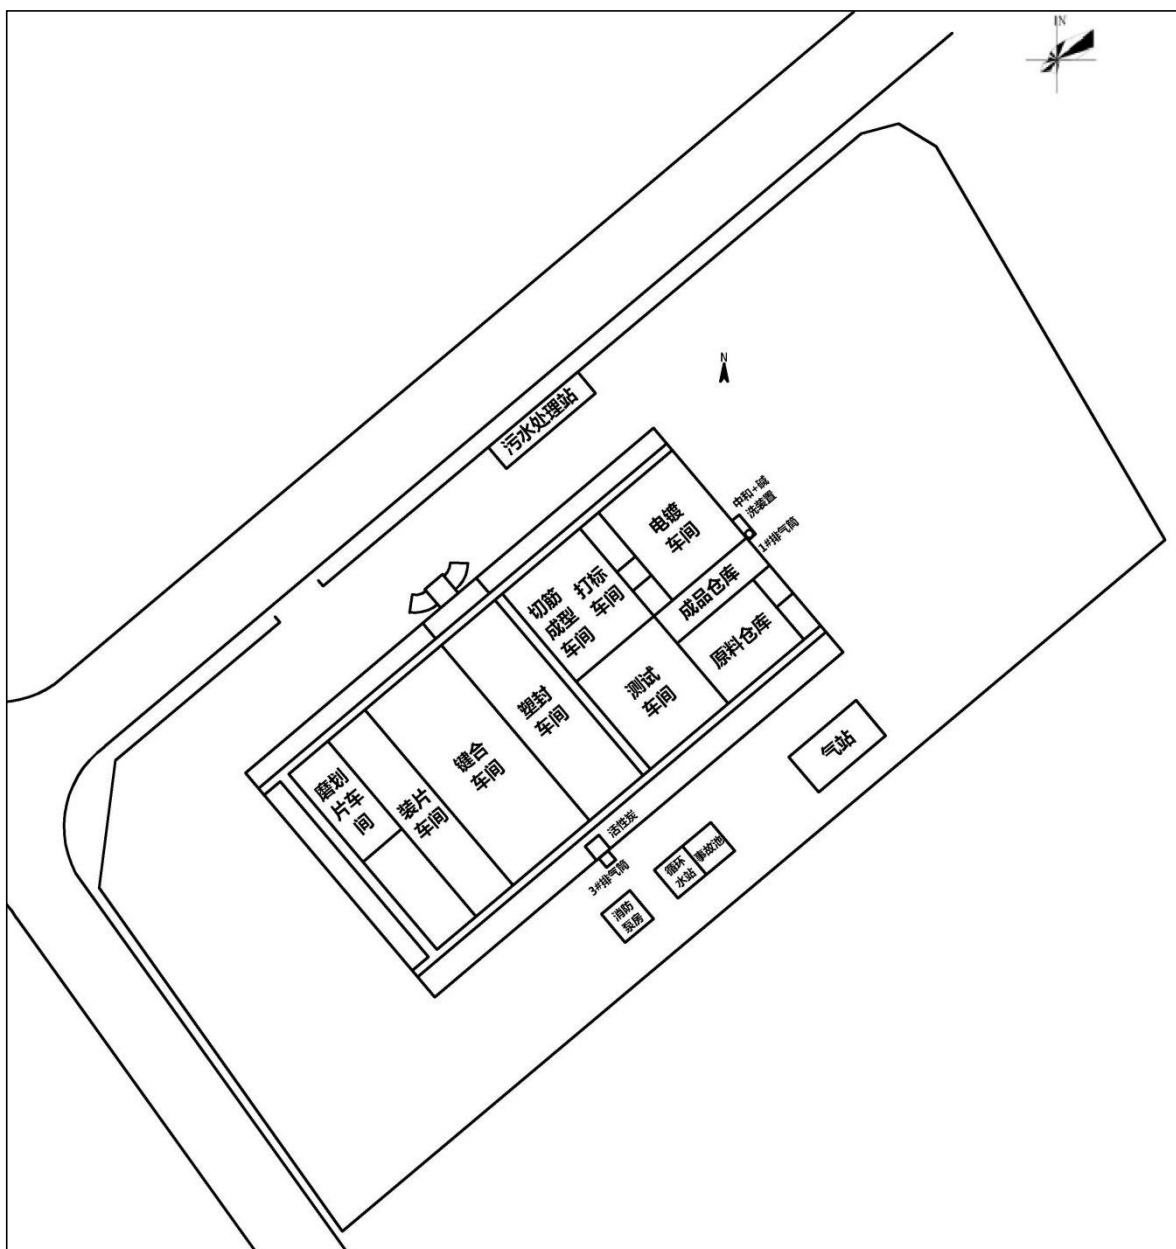 IN
N
污水处理站
中和+碱
洗装置
1#排气筒
电镀
车间
成品仓库
原料仓库
切筋
成型
车间
打标
车间
测试
车间
塑封
车间
键合
车间
装片
车间
磨划
片车
间
气站
活性炭
3#排气筒
循环
水站
事故池
消防
泵房